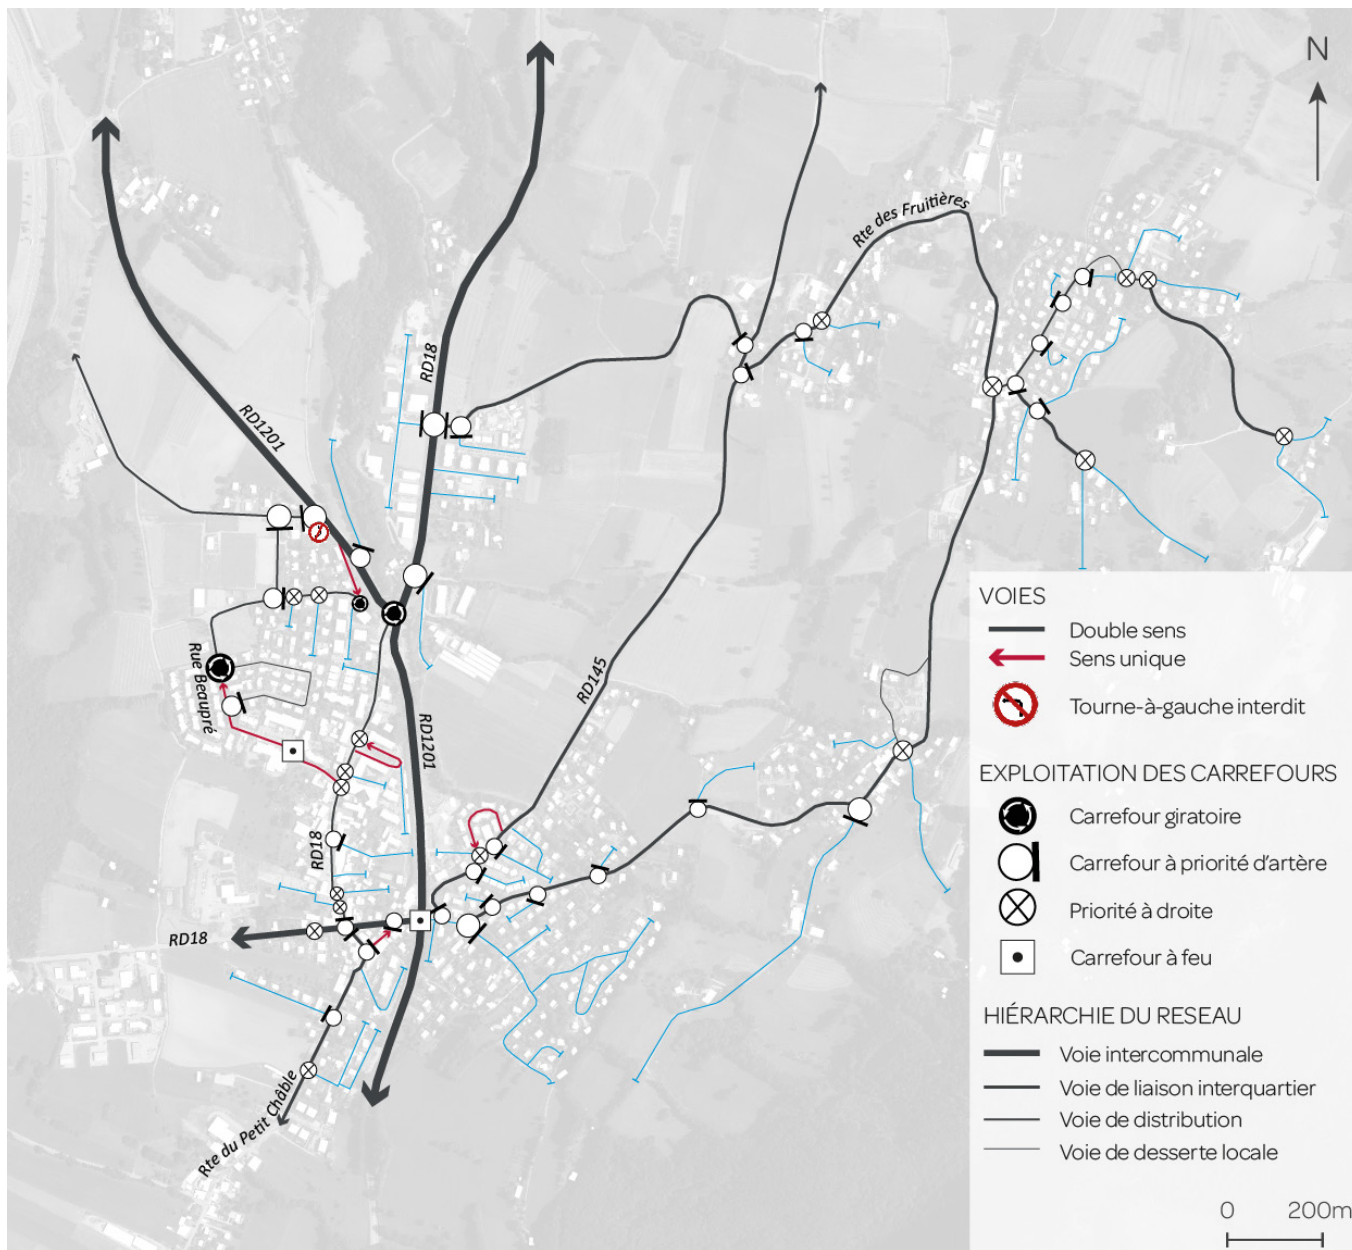 N
Rte des Fruitières
RD18
RD1201
Rue Beaupré
RD145
RD1201
RD18
RD18
Rte du Petit Châble
VOIES
Double sens
Sens unique
Tourne-à-gauche interdit
EXPLOITATION DES CARREFOURS
Carrefour giratoire
Carrefour à priorité d'artère
Priorité à droite
Carrefour à feu
HIÉRARCHIE DU RESEAU
Voie intercommunale
Voie de liaison interquartier
Voie de distribution
Voie de desserte locale
0 200m